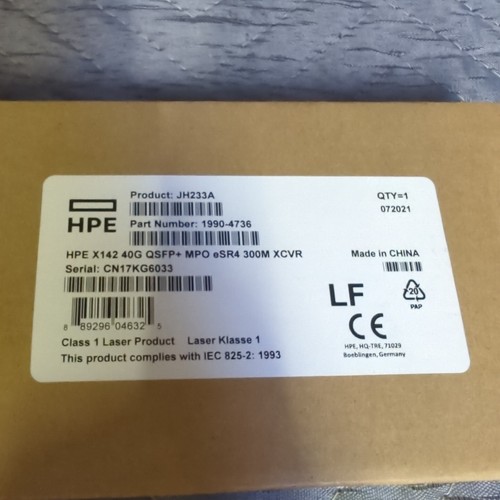 HPE
Product: JH233A
QTY=1
072021
Part Number: 1990-4736
HPE X142 40G QSFP+ MPO eSR4 300M XCVR
Made in CHINA
Serial: CN17KG6033
8 89296 04632 5
LF
20
PAP
CE
Class 1 Laser Product Laser Klasse 1
This product complies with IEC 825-2: 1993
HPE, HQ-TRE, 71029
Boeblingen, Germany